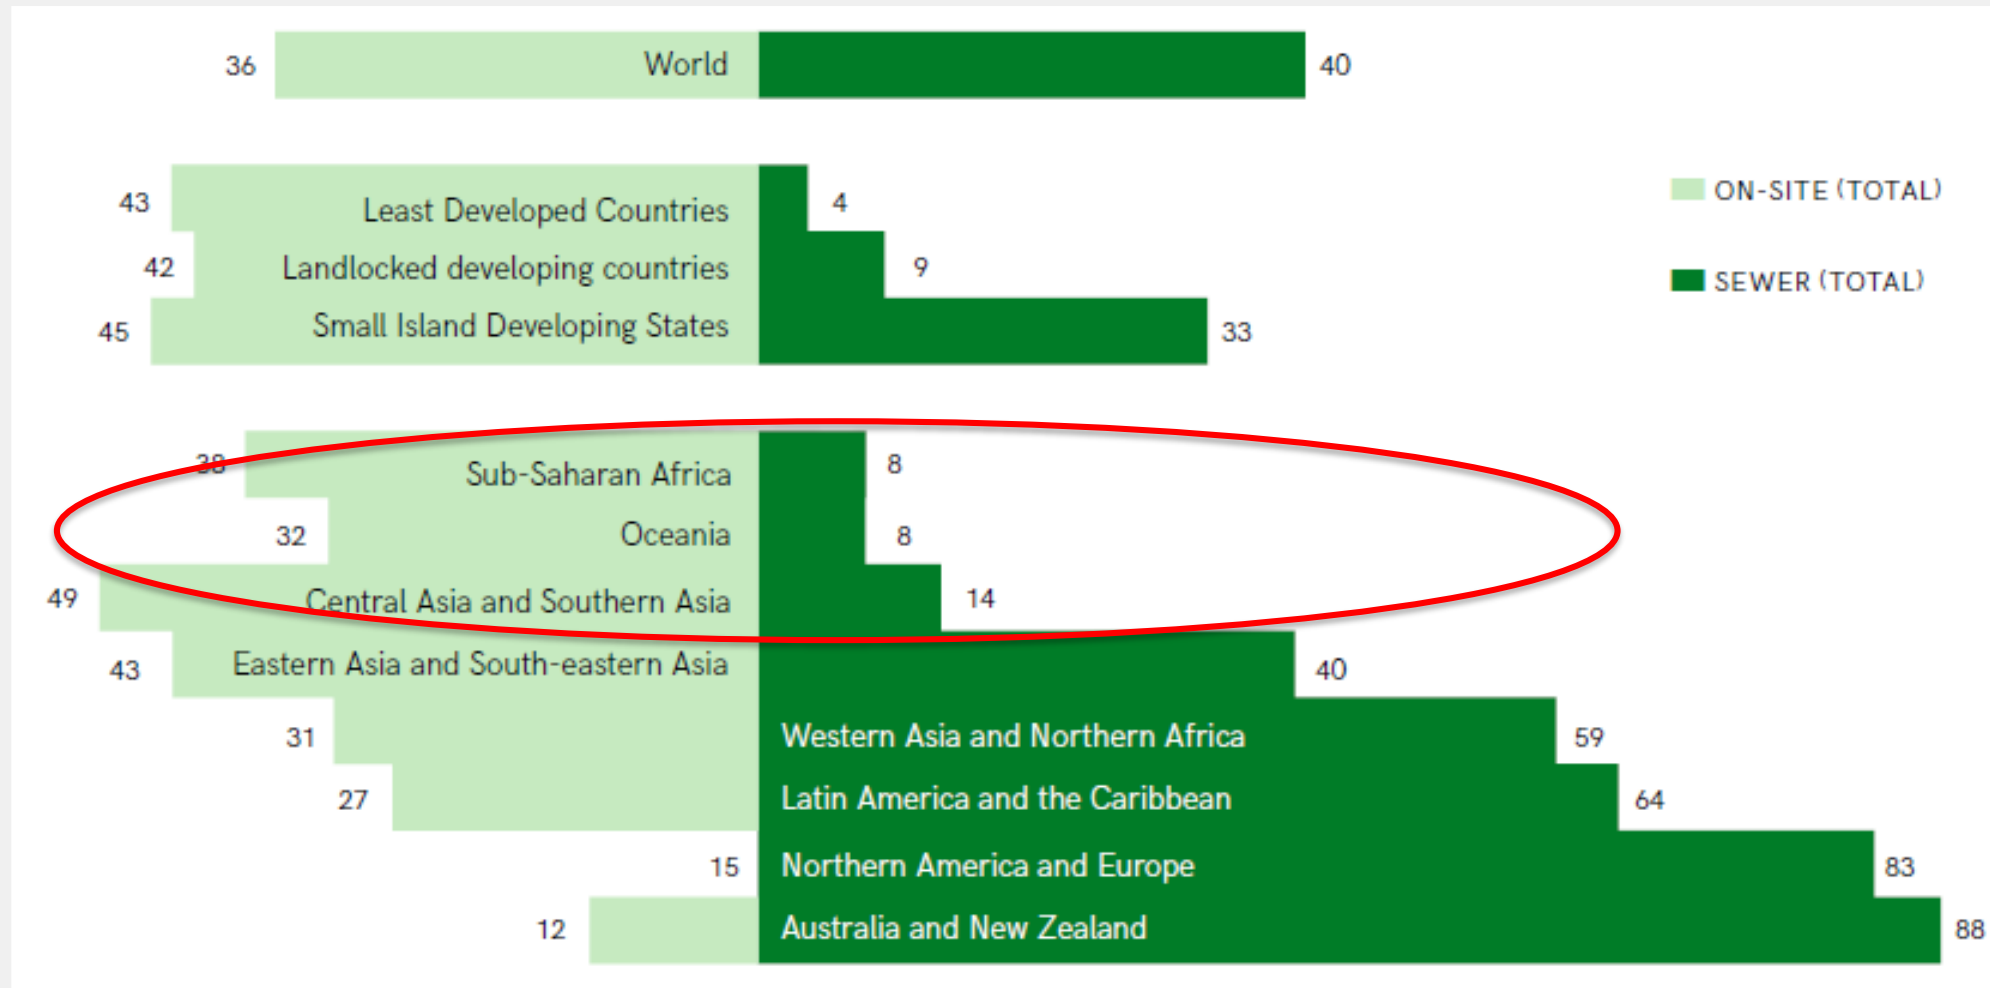 36 World 40
43 Least Developed Countries 4
42 Landlocked developing countries 9
45 Small Island Developing States 33
ON-SITE (TOTAL)
SEWER (TOTAL)
38 Sub-Saharan Africa 8
32 Oceania 8
49 Central Asia and Southern Asia 14
43 Eastern Asia and South-eastern Asia 40
31 Western Asia and Northern Africa 59
27 Latin America and the Caribbean 64
15 Northern America and Europe 83
12 Australia and New Zealand 88